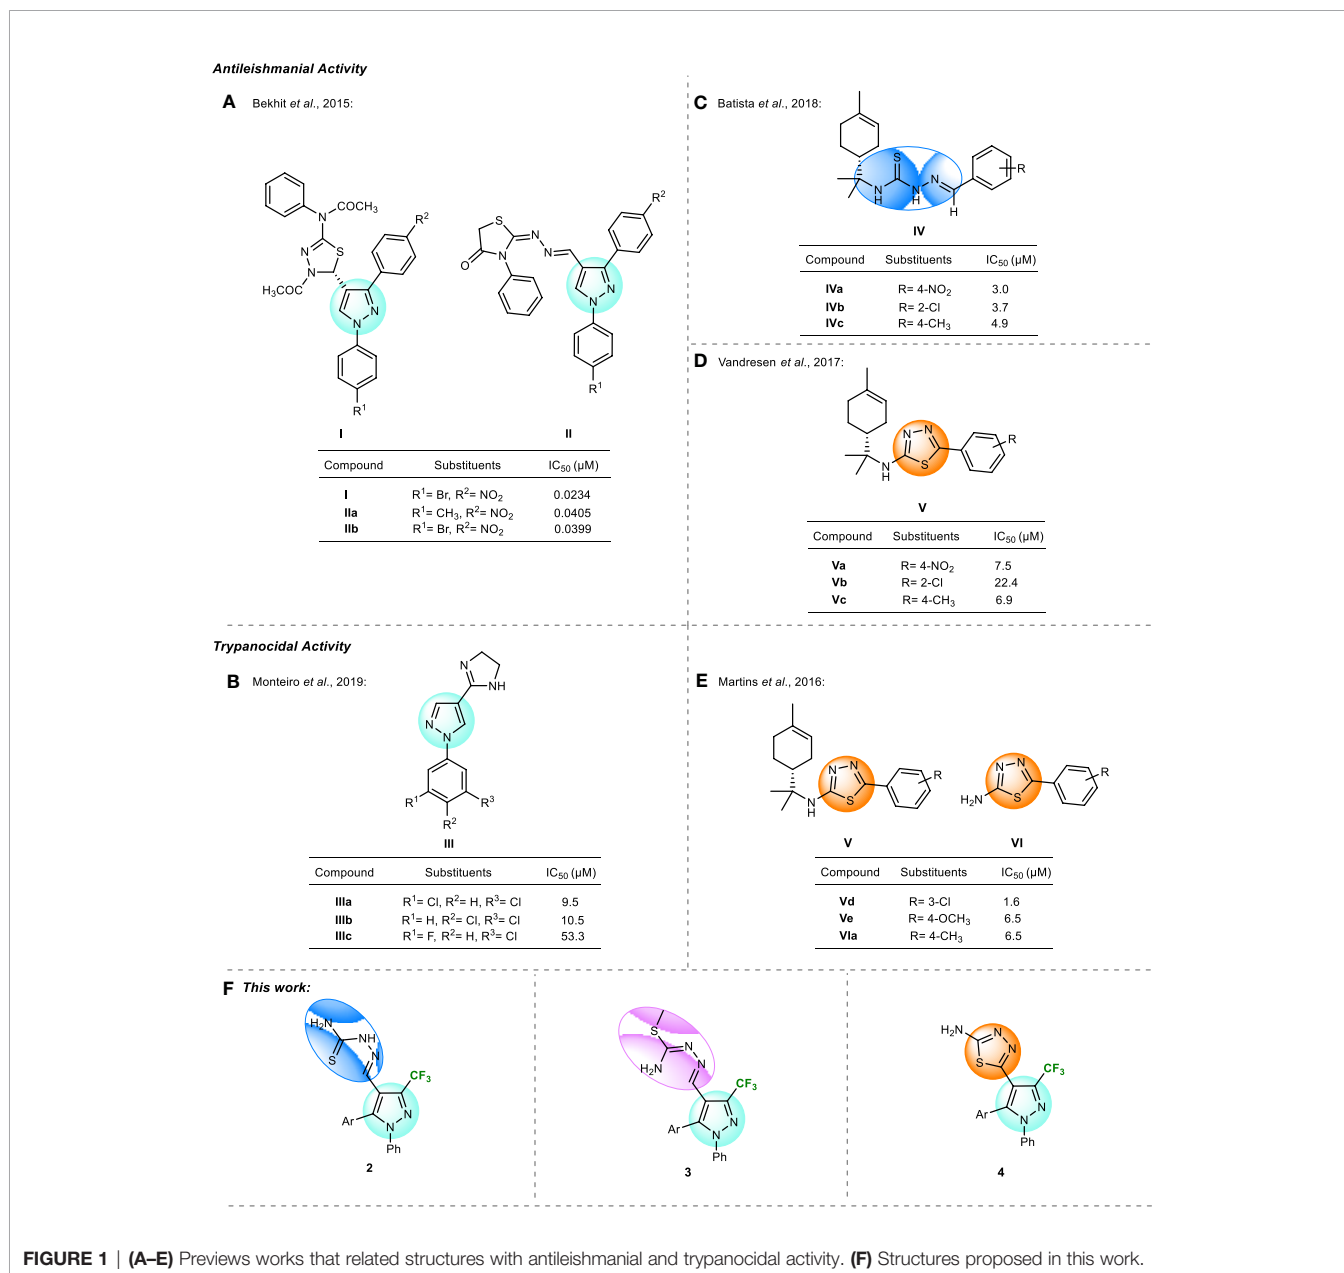 Antileishmanial Activity
A Bekhit et al., 2015:
N
COCH3
N
S
N
H3COC
N
N
R2
R1
I
S
N
N
O
N
N
N
R2
R1
II
Compound Substituents IC50 (µM)
I R1= Br, R2= NO2 0.0234
IIa R1= CH3, R2= NO2 0.0405
IIb R1= Br, R2= NO2 0.0399
C Batista et al., 2018:
S
N
H
N
H
N
H
R
IV
Compound Substituents IC50 (µM)
IVa R= 4-NO2 3.0
IVb R= 2-Cl 3.7
IVc R= 4-CH3 4.9
D Vandresen et al., 2017:
N
N
S
N
H
R
V
Compound Substituents IC50 (µM)
Va R= 4-NO2 7.5
Vb R= 2-Cl 22.4
Vc R= 4-CH3 6.9
Trypanocidal Activity
B Monteiro et al., 2019:
N
NH
N
N
R1
R3
R2
III
Compound Substituents IC50 (µM)
IIIa R1= Cl, R2= H, R3= Cl 9.5
IIIb R1= H, R2= Cl, R3= Cl 10.5
IIIc R1= F, R2= H, R3= Cl 53.3
E Martins et al., 2016:
N
N
S
N
H
R
V
N
N
S
H2N
R
VI
Compound Substituents IC50 (µM)
Vd R= 3-Cl 1.6
Ve R= 4-OCH3 6.5
VIa R= 4-CH3 6.5
F This work:
H2N
NH
S
N
CF3
Ar
N
N
Ph
2
S
N
N
H2N
CF3
Ar
N
N
Ph
3
H2N
N
N
S
CF3
Ar
N
N
Ph
4
FIGURE 1 | (A–E) Previews works that related structures with antileishmanial and trypanocidal activity. (F) Structures proposed in this work.